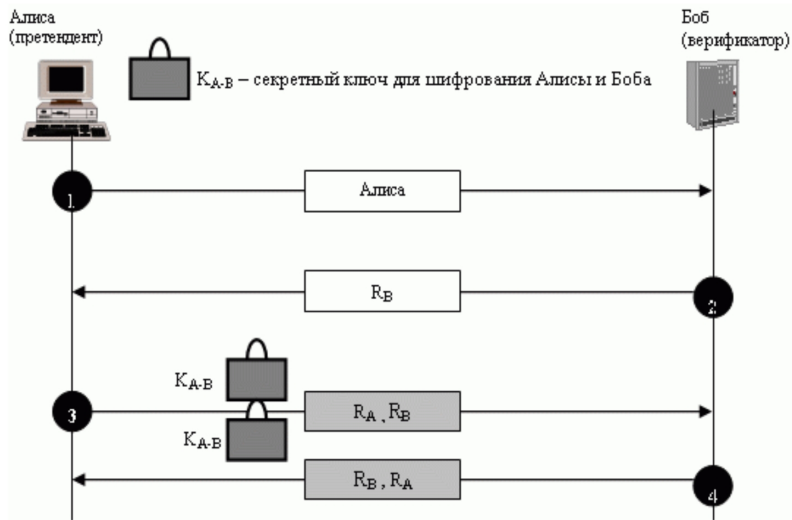 Алиса
(претендент)
Боб
(верификатор)
KA-B – секретный ключ для шифрования Алисы и Боба
1
Алиса
RB
2
KA-B
3
RA , RB
KA-B
RB , RA
4